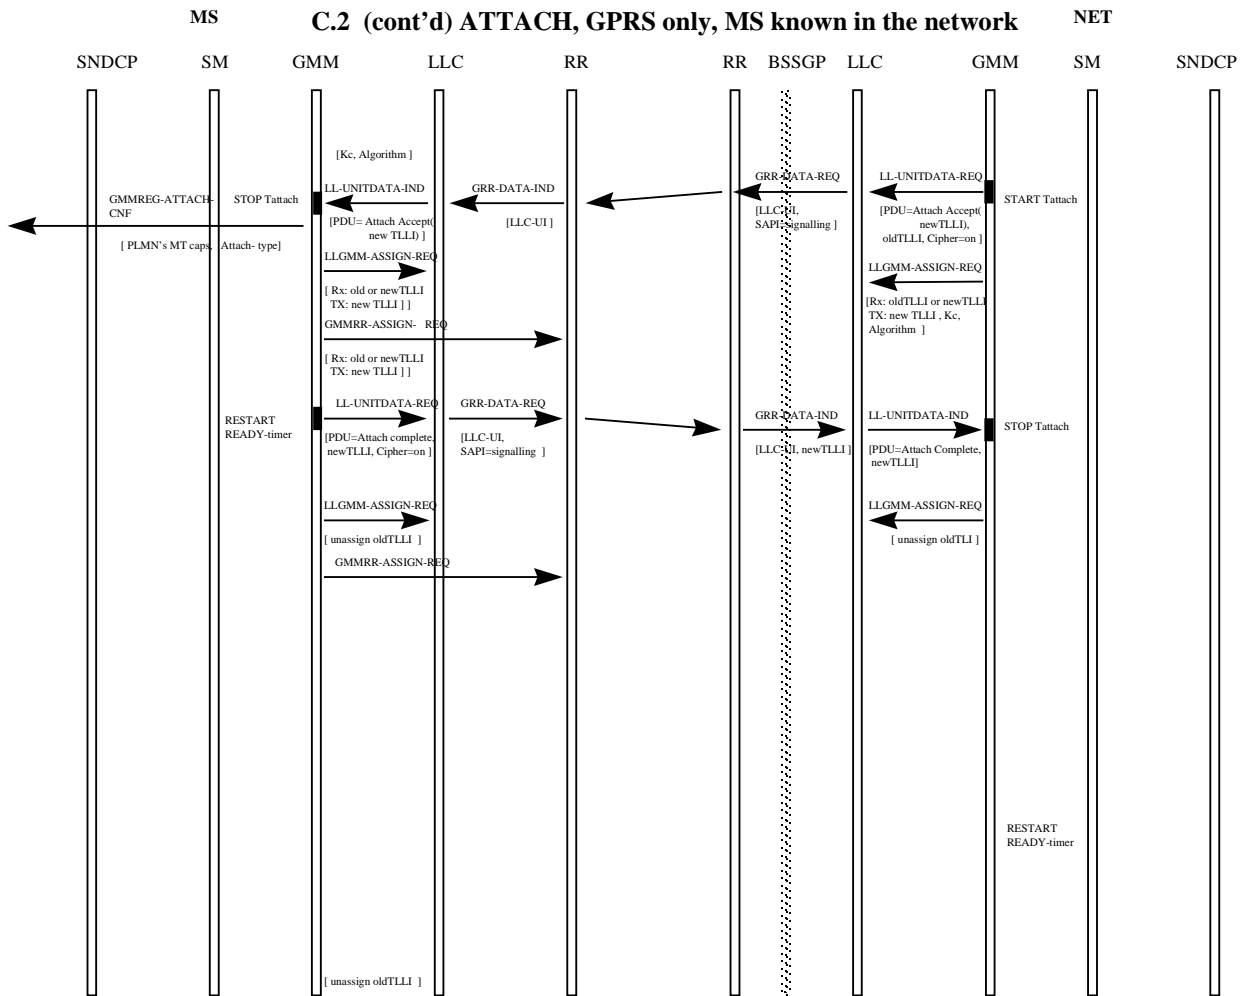 MS C.2 (cont'd) ATTACH, GPRS only, MS known in the network NET
SNDCP SM GMM LLC RR RR BSSGP LLC GMM SM SNDCP
[Kc, Algorithm ]
LL-UNITDATA-IND GRR-DATA-IND GRR-DATA-REQ LL-UNITDATA-REQ
GMMREG-ATTACH-
CNF
STOP Tattach
START Tattach
[PDU= Attach Accept(
new TLLI) ]
[LLC-UI ]
[LLC-UI,
SAPI=signalling ]
[PDU=Attach Accept(
newTLLI),
oldTLLI, Cipher=on ]
[ PLMN's MT caps, Attach- type]
LLGMM-ASSIGN-REQ
LLGMM-ASSIGN-REQ
[ Rx: old or newTLLI
TX: new TLLI ] ]
[Rx: oldTLLI or newTLLI
TX: new TLLI , Kc,
Algorithm ]
GMMRR-ASSIGN- REQ
[ Rx: old or newTLLI
TX: new TLLI ] ]
LL-UNITDATA-REQ GRR-DATA-REQ GRR-DATA-IND LL-UNITDATA-IND
RESTART
READY-timer
STOP Tattach
[PDU=Attach complete,
newTLLI, Cipher=on ]
[LLC-UI,
SAPI=signalling ]
[LLC-UI, newTLLI ]
[PDU=Attach Complete,
newTLLI]
LLGMM-ASSIGN-REQ
LLGMM-ASSIGN-REQ
[ unassign oldTLLI ]
[ unassign oldTLI ]
GMMRR-ASSIGN-REQ
RESTART
READY-timer
[ unassign oldTLLI ]